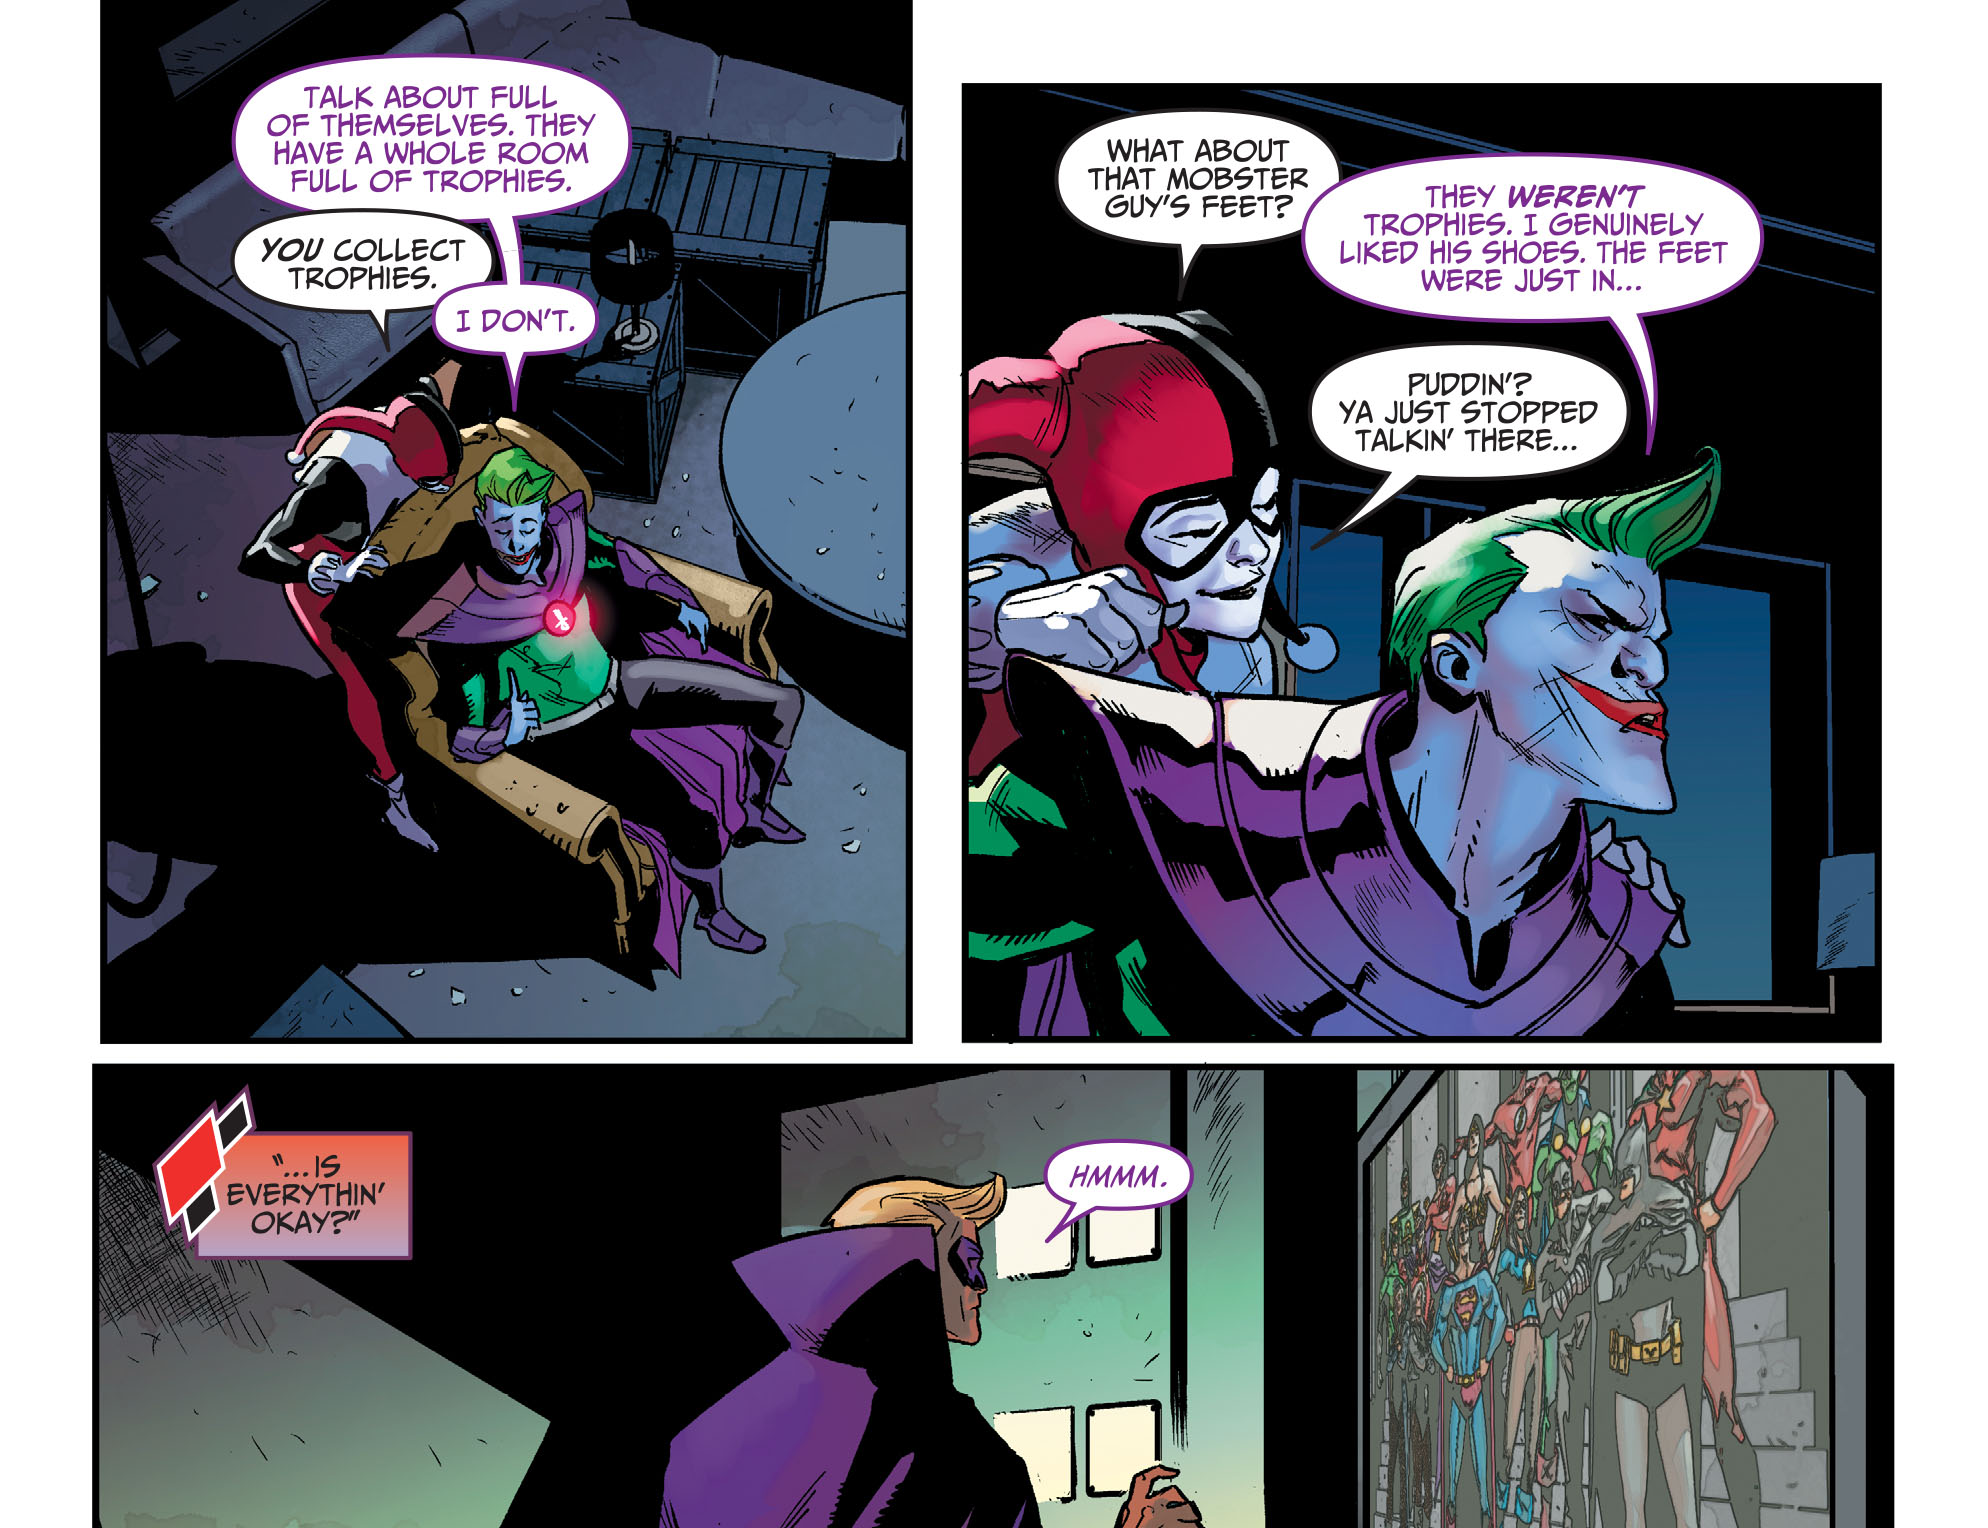 TALK ABOUT FULL
OF THEMSELVES. THEY
HAVE A WHOLE ROOM
FULL OF TROPHIES.
YOU COLLECT
TROPHIES.
I DON'T.
WHAT ABOUT
THAT MOBSTER
GUY'S FEET?
THEY WEREN'T
TROPHIES. I GENUINELY
LIKED HIS SHOES. THE FEET
WERE JUST IN...
PUDDIN'?
YA JUST STOPPED
TALKIN' THERE...
"...IS
EVERYTHIN'
OKAY?"
HMMM.